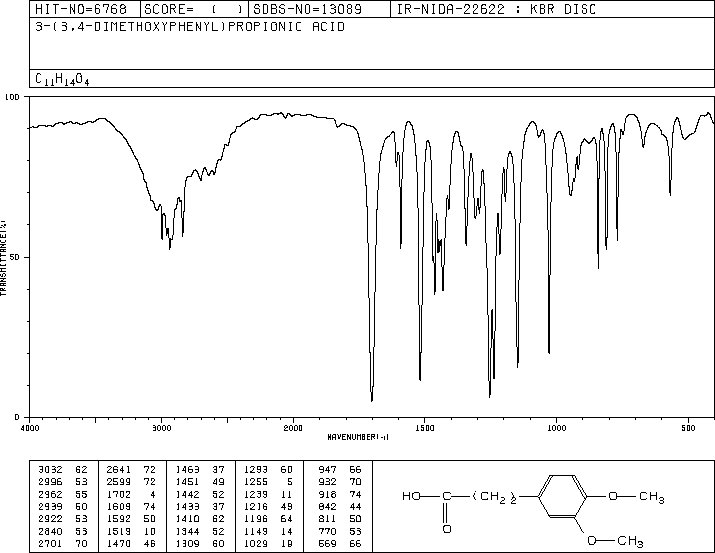 HIT-NO=6768 SCORE= ( ) SDBS-NO=13089 IR-NIDA-22622 : KBR DISC
3-(3,4-DIMETHOXYPHENYL)PROPIONIC ACID
C11H14O4
100
50
0
TRANSMITTANCE(%)
4000 3000 2000 1500 1000 500
WAVENUMBER(-1)
3032 62 2641 72 1463 37 1293 60 947 66
2996 53 2599 72 1451 49 1255 5 932 70
2962 55 1702 4 1442 52 1239 11 918 74
2939 60 1609 74 1433 37 1216 49 842 44
2922 53 1592 50 1410 62 1196 64 811 50
2840 53 1519 10 1344 52 1149 14 770 53
2701 70 1470 46 1309 60 1029 18 569 66
HO-C-(CH2)2
O
O-CH3
O-CH3